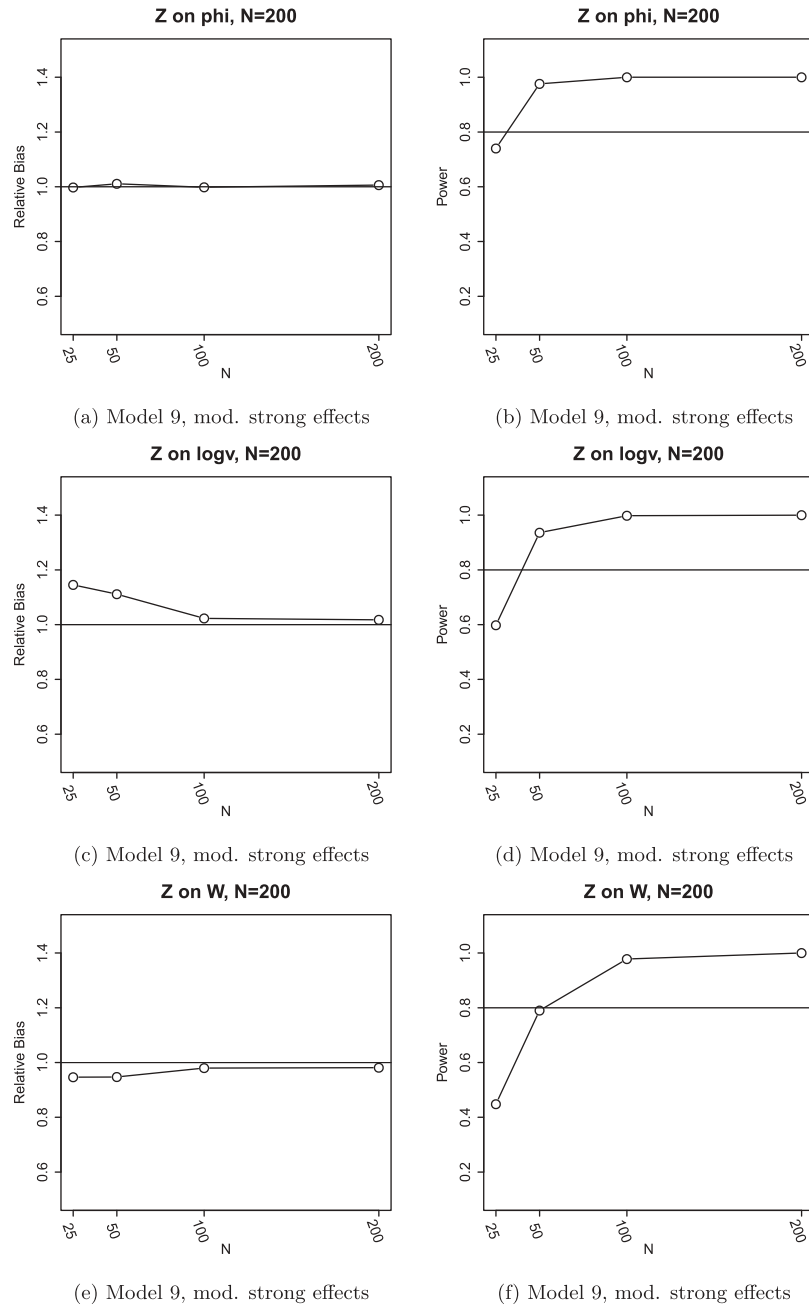 Z on phi, N=200
Relative Bias
0.6 0.8 1.0 1.2 1.4
25 50 100 200
N
(a) Model 9, mod. strong effects
Z on phi, N=200
Power
0.2 0.4 0.6 0.8 1.0
25 50 100 200
N
(b) Model 9, mod. strong effects
Z on logv, N=200
Relative Bias
0.6 0.8 1.0 1.2 1.4
25 50 100 200
N
(c) Model 9, mod. strong effects
Z on logv, N=200
Power
0.2 0.4 0.6 0.8 1.0
25 50 100 200
N
(d) Model 9, mod. strong effects
Z on W, N=200
Relative Bias
0.6 0.8 1.0 1.2 1.4
25 50 100 200
N
(e) Model 9, mod. strong effects
Z on W, N=200
Power
0.2 0.4 0.6 0.8 1.0
25 50 100 200
N
(f) Model 9, mod. strong effects